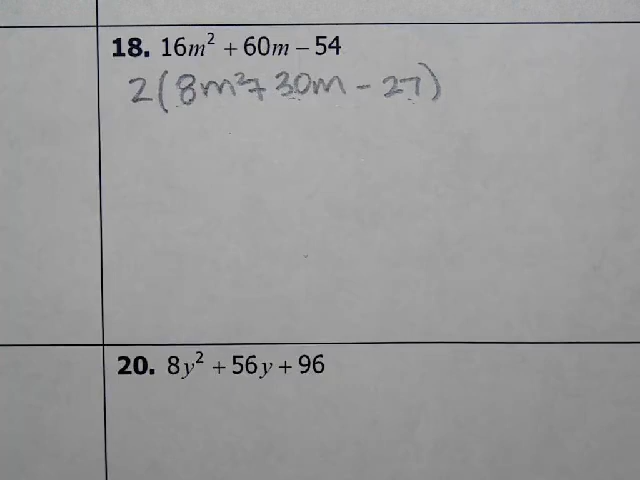 18. 16m² + 60m − 54
2(8m²+30m − 27)
20. 8y² + 56y + 96